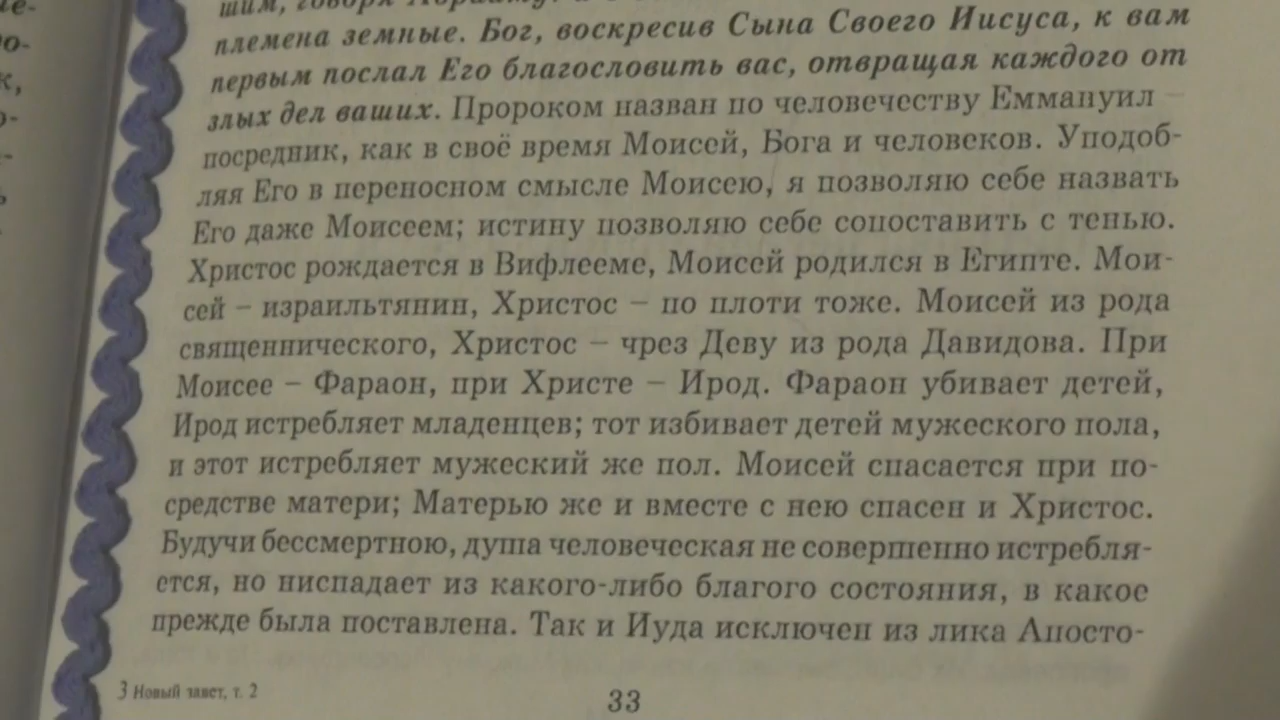 шим, говоря Аврааму: и в
племена земные. Бог, воскресив Сына Своего Иисуса, к вам
первым послал Его благословить вас, отвращая каждого от
злых дел ваших. Пророком назван по человечеству Еммануил –
посредник, как в своё время Моисей, Бога и человеков. Уподоб-
ляя Его в переносном смысле Моисею, я позволяю себе назвать
Его даже Моисеем; истину позволяю себе сопоставить с тенью.
Христос рождается в Вифлееме, Моисей родился в Египте. Мои-
сей – израильтянин, Христос – по плоти тоже. Моисей из рода
священнического, Христос – чрез Деву из рода Давидова. При
Моисее – Фараон, при Христе – Ирод. Фараон убивает детей,
Ирод истребляет младенцев; тот избивает детей мужеского пола,
и этот истребляет мужеский же пол. Моисей спасается при по-
средстве матери; Матерью же и вместе с нею спасен и Христос.
Будучи бессмертною, душа человеческая не совершенно истребля-
ется, но ниспадает из какого-либо благого состояния, в какое
прежде была поставлена. Так и Иуда исключен из лика Апосто-
3 Новый завет, т. 2
33